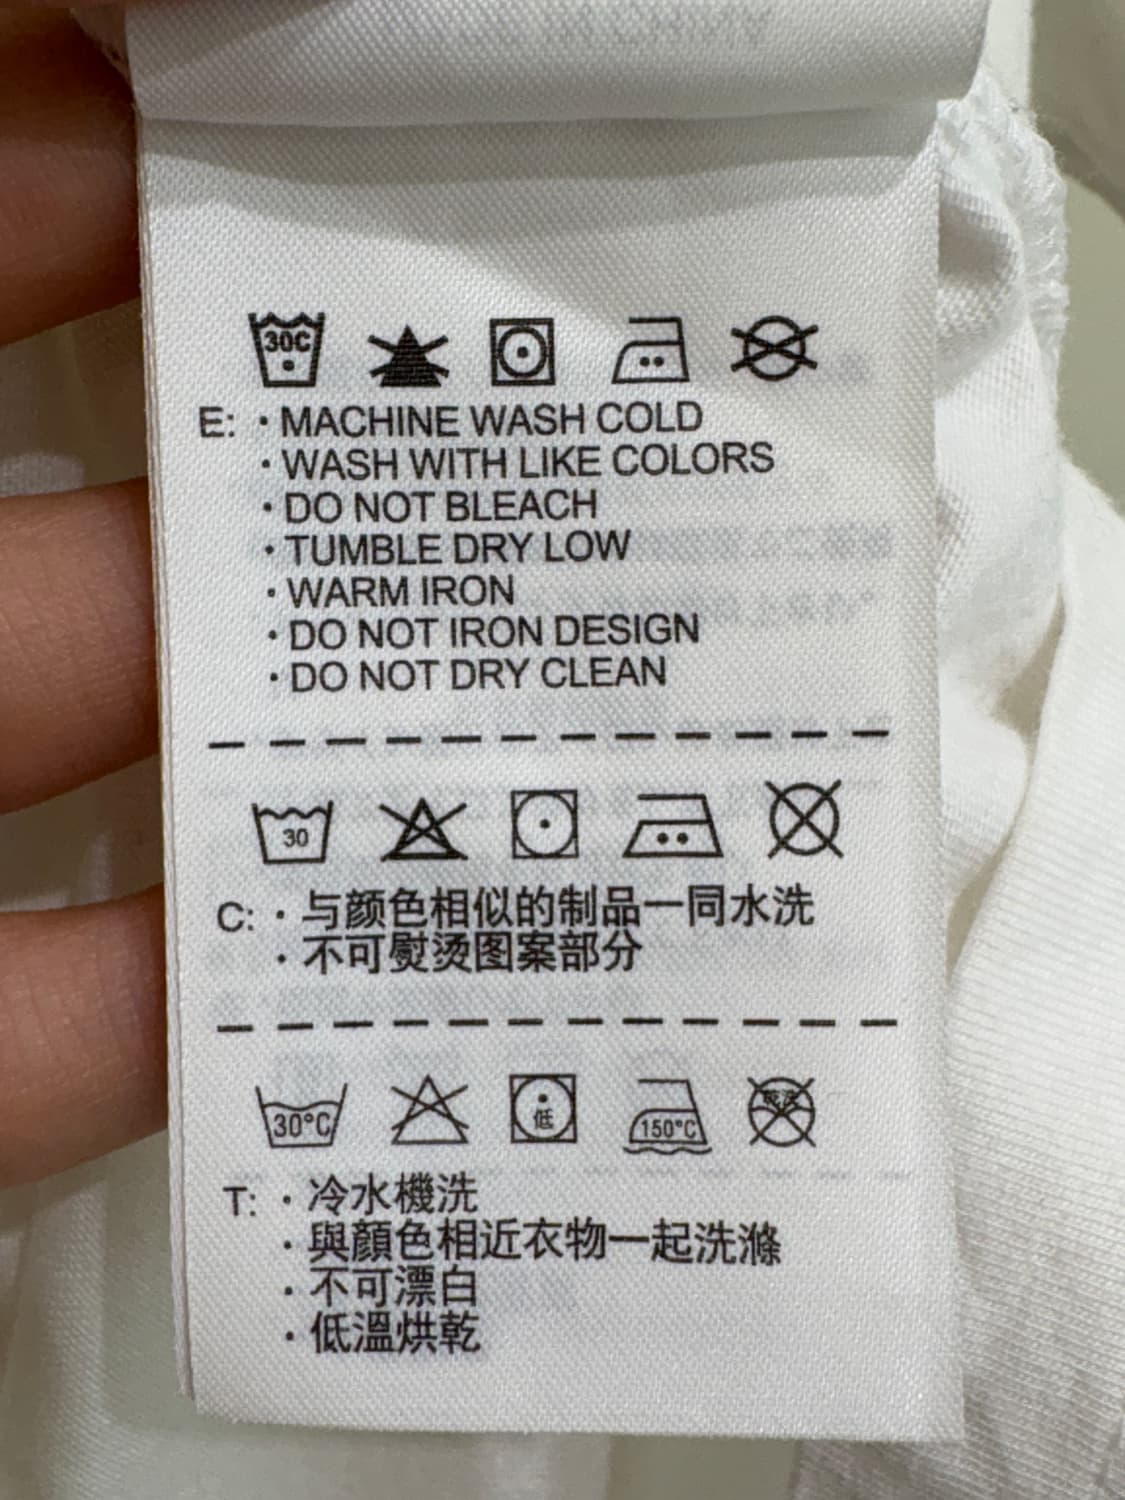 30C
E: · MACHINE WASH COLD
· WASH WITH LIKE COLORS
· DO NOT BLEACH
· TUMBLE DRY LOW
· WARM IRON
· DO NOT IRON DESIGN
· DO NOT DRY CLEAN
30
C: · 与颜色相似的制品一同水洗
· 不可熨烫图案部分
30°C 低 150°C
T: · 冷水機洗
· 與顏色相近衣物一起洗滌
· 不可漂白
· 低溫烘乾